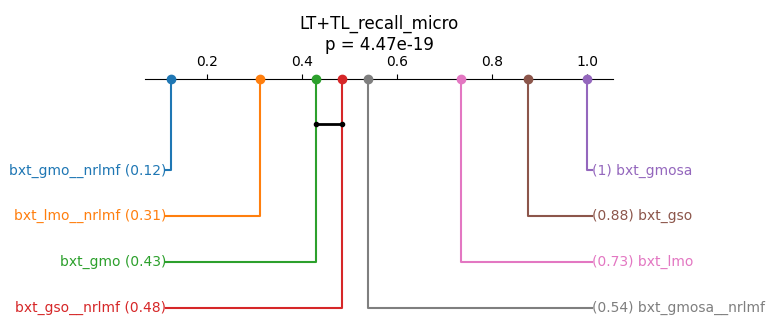 LT+TL_recall_micro
p = 4.47e-19
0.2 0.4 0.6 0.8 1.0
bxt_gmo__nrlmf (0.12) (1) bxt_gmosa
bxt_lmo__nrlmf (0.31) (0.88) bxt_gso
bxt_gmo (0.43) (0.73) bxt_lmo
bxt_gso__nrlmf (0.48) (0.54) bxt_gmosa__nrlmf